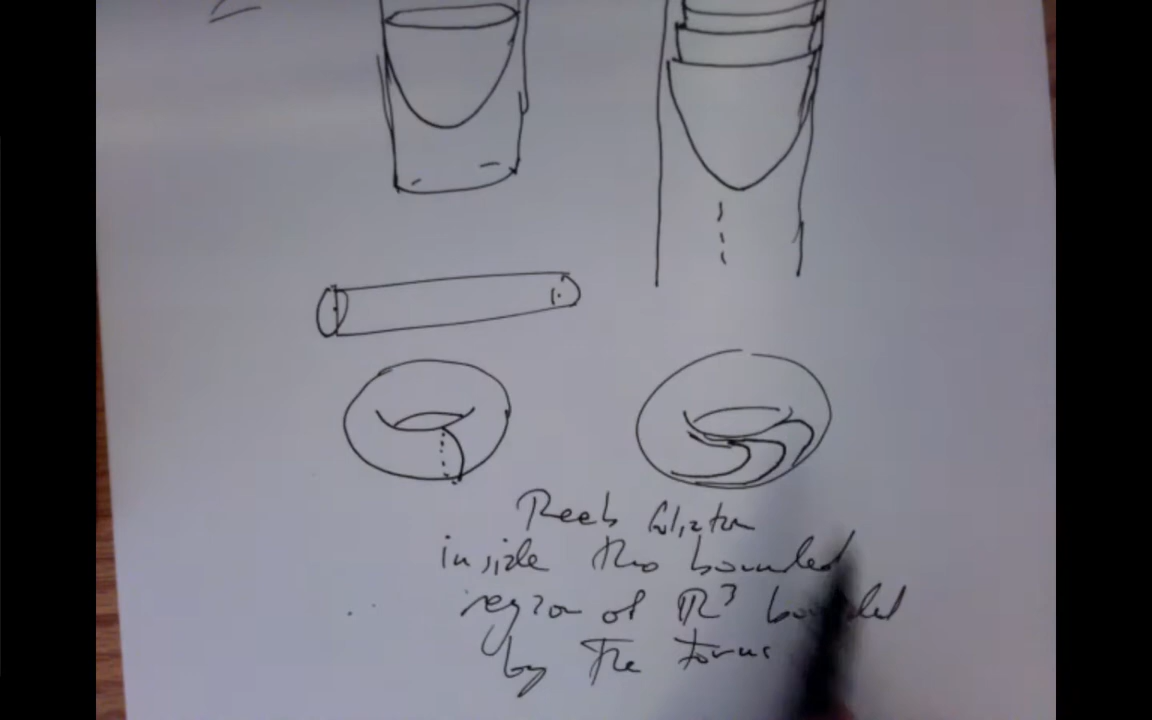 Reeb foliation
inside the bounded
region of ℝ³ bounded
by the torus